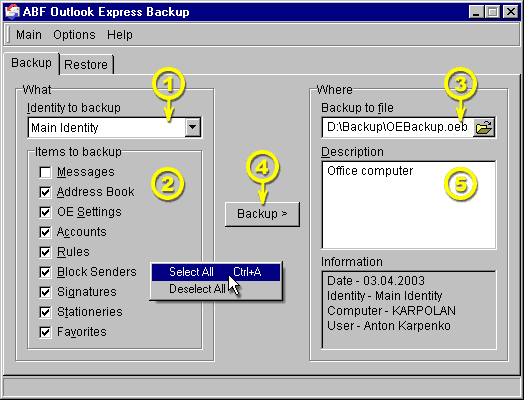 ABF Outlook Express Backup
Main Options Help
Backup Restore
What
1
Identity to backup
Main Identity
Items to backup
2
Messages
Address Book
OE Settings
Accounts
Rules
Block Senders
Signatures
Stationeries
Favorites
Select All Ctrl+A
Deselect All
4
Backup >
Where
3
Backup to file
D:\Backup\OEBackup.oeb
Description
Office computer
5
Information
Date - 03.04.2003
Identity - Main Identity
Computer - KARPOLAN
User - Anton Karpenko